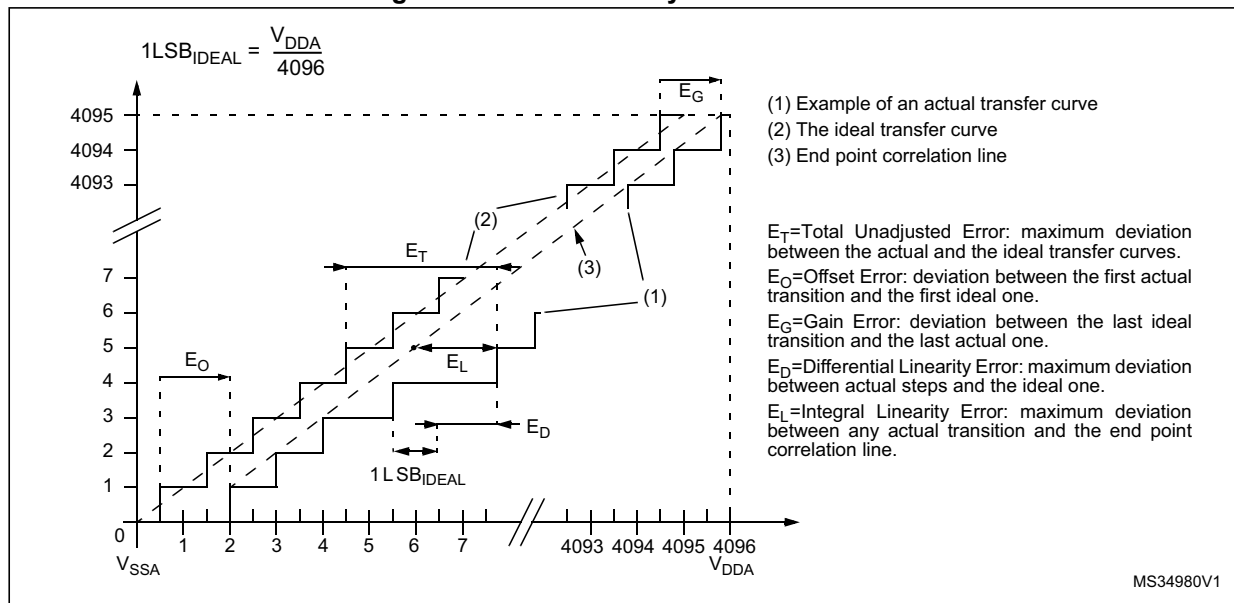 1LSB_IDEAL = V_DDA / 4096
E_G
4095
4094
4093
7
6
5
4
3
2
1
0
(2)
E_T
(3)
(1)
E_O
E_L
E_D
1 LSB_IDEAL
1 2 3 4 5 6 7 4093 4094 4095 4096
V_SSA V_DDA
(1) Example of an actual transfer curve
(2) The ideal transfer curve
(3) End point correlation line
E_T=Total Unadjusted Error: maximum deviation
between the actual and the ideal transfer curves.
E_O=Offset Error: deviation between the first actual
transition and the first ideal one.
E_G=Gain Error: deviation between the last ideal
transition and the last actual one.
E_D=Differential Linearity Error: maximum deviation
between actual steps and the ideal one.
E_L=Integral Linearity Error: maximum deviation
between any actual transition and the end point
correlation line.
MS34980V1